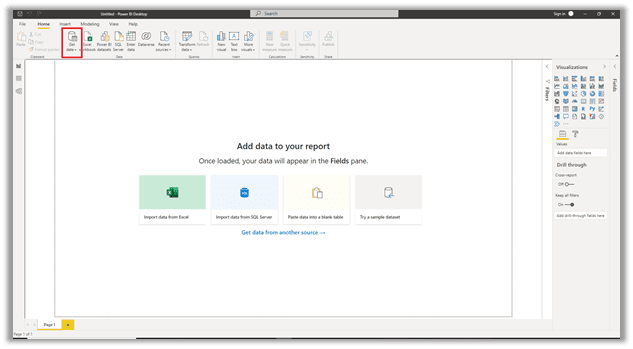 Untitled - Power BI Desktop
Search
Sign in
File
Home
Insert
Modeling
View
Help
Paste
Cut
Copy
Format painter
Get data
Excel workbook
Power BI datasets
SQL Server
Enter data
Dataverse
Recent sources
Transform data
Refresh
New visual
Text box
More visuals
New measure
Quick measure
Sensitivity
Publish
Clipboard
Data
Queries
Insert
Calculations
Sensitivity
Share
Add data to your report
Once loaded, your data will appear in the Fields pane.
Import data from Excel
Import data from SQL Server
Paste data into a blank table
Try a sample dataset
Get data from another source →
Filters
Visualizations
Fields
Values
Add data fields here
Drill through
Cross-report
Off
Keep all filters
On
Add drill-through fields here
Page 1
Page 1 of 1